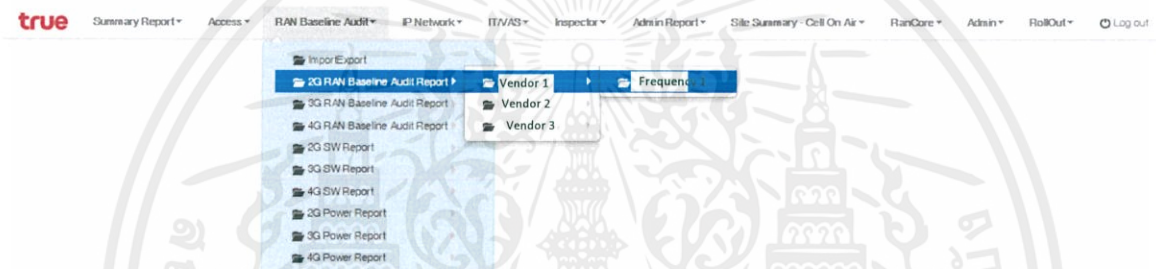 true Summary Report Access RAN Baseline Audit IP Network IT/VAS Inspector Admin Report Site Summary - Cell On Air RanCore Admin RollOut Log out
Import Export
2G RAN Baseline Audit Report Vendor 1 Frequenc
3G RAN Baseline Audit Report Vendor 2
4G RAN Baseline Audit Report Vendor 3
2G SW Report
3G SW Report
4G SW Report
2G Power Report
3G Power Report
4G Power Report